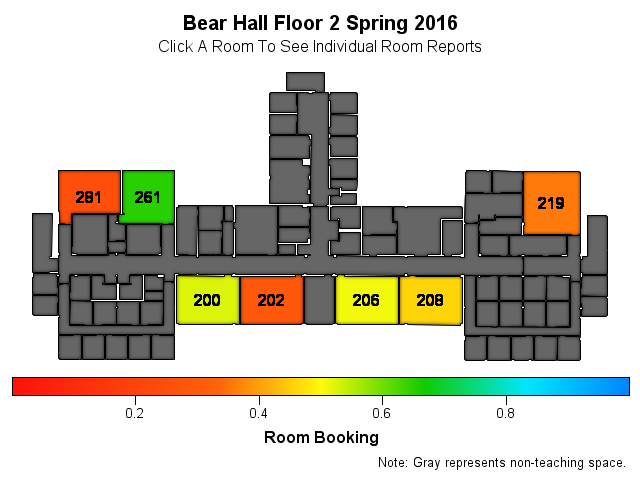 Bear Hall Floor 2 Spring 2016
Click A Room To See Individual Room Reports
281
261
219
200
202
206
208
0.2
0.4
0.6
0.8
Room Booking
Note: Gray represents non-teaching space.